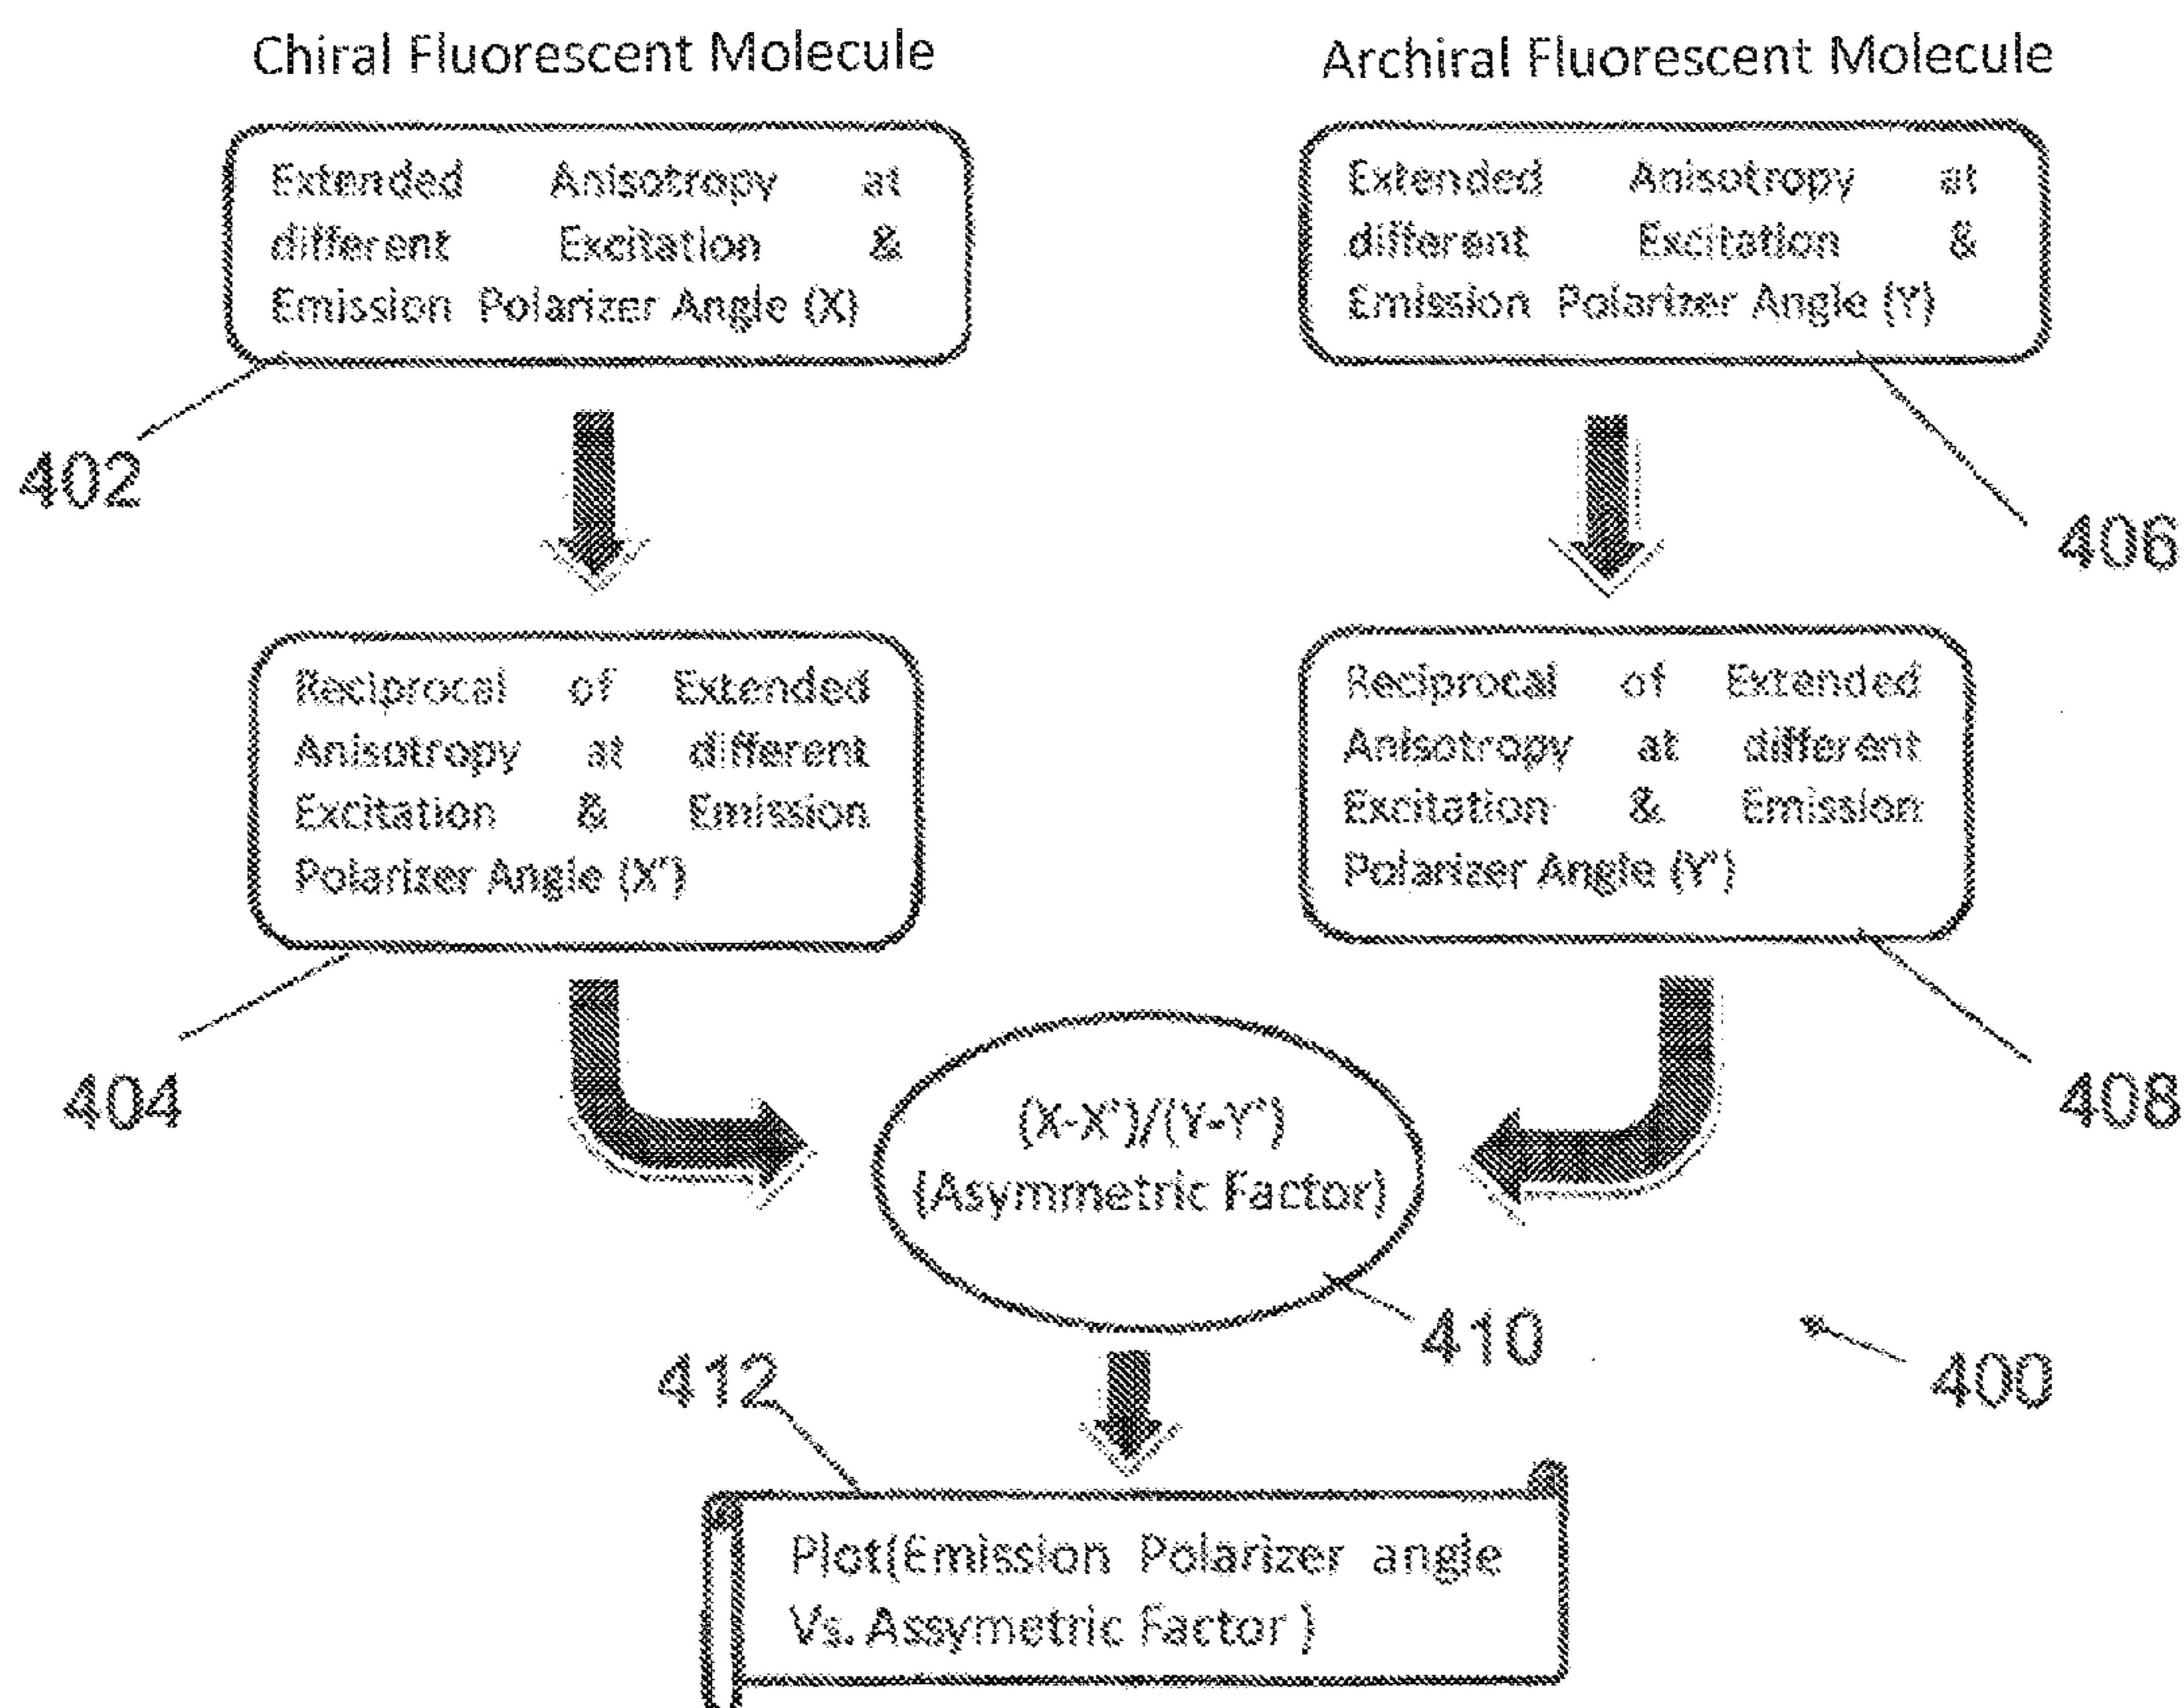 Chiral Fluorescent Molecule
Extended Anisotropy at
different Excitation &
Emission Polarizer Angle (X)
402
Reciprocal of Extended
Anisotropy at different
Excitation & Emission
Polarizer Angle (X')
404
Archiral Fluorescent Molecule
Extended Anisotropy at
different Excitation &
Emission Polarizer Angle (Y)
406
Reciprocal of Extended
Anisotropy at different
Excitation & Emission
Polarizer Angle (Y')
408
(X-X')/(Y-Y')
(Asymmetric Factor)
410
400
412
Plot(Emission Polarizer angle
Vs. Assymetric Factor )